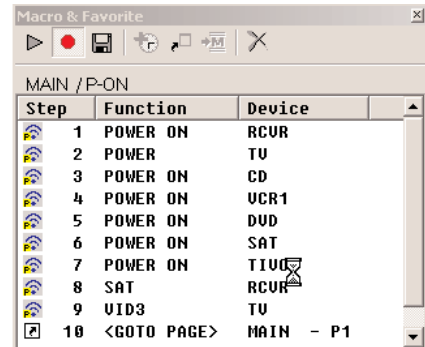 Macro & Favorite
MAIN / P-ON
Step Function Device
1 POWER ON RCVR
2 POWER TV
3 POWER ON CD
4 POWER ON VCR1
5 POWER ON DVD
6 POWER ON SAT
7 POWER ON TIVO
8 SAT RCVR
9 VID3 TV
10 <GOTO PAGE> MAIN - P1